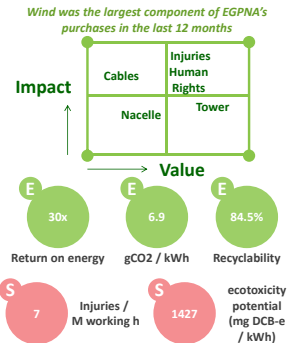 Wind was the largest component of EGPNA's
purchases in the last 12 months
Injuries
Human
Rights
Cables
Impact
Nacelle
Tower
Value
E
E
E
30x
6.9
84.5%
Return on energy
gCO2 / kWh
Recyclability
S
S
7
Injuries /
M working h
1427
ecotoxicity
potential
(mg DCB-e
/ kWh)